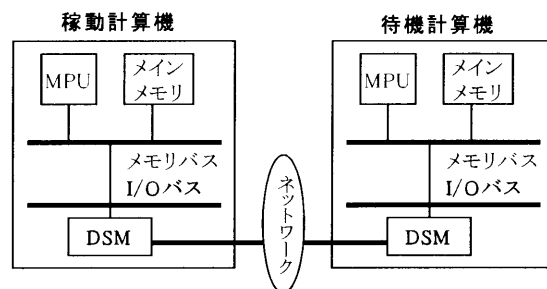 稼動計算機
MPU
メイン
メモリ
メモリバス
I/Oバス
DSM
ネットワーク
待機計算機
MPU
メイン
メモリ
メモリバス
I/Oバス
DSM